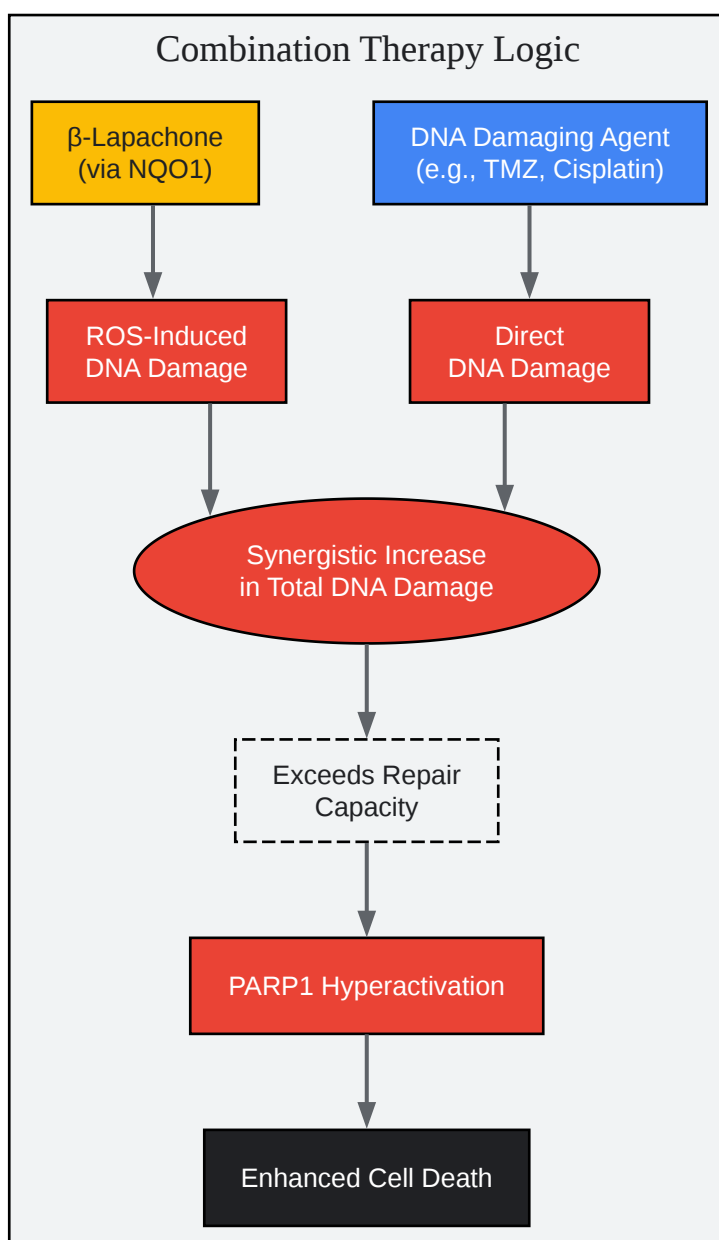 Combination Therapy Logic
β-Lapachone
(via NQO1)
DNA Damaging Agent
(e.g., TMZ, Cisplatin)
ROS-Induced
DNA Damage
Direct
DNA Damage
Synergistic Increase
in Total DNA Damage
Exceeds Repair
Capacity
PARP1 Hyperactivation
Enhanced Cell Death